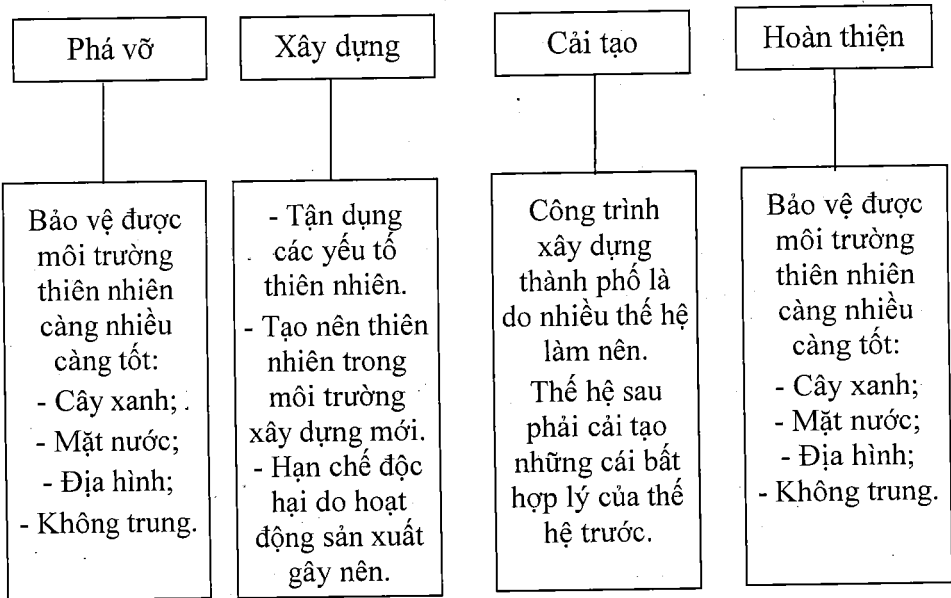 Phá vỡ
Xây dựng
Cải tạo
Hoàn thiện
Bảo vệ được
môi trường
thiên nhiên
càng nhiều
càng tốt:
- Cây xanh;
- Mặt nước;
- Địa hình;
- Không trung.
- Tận dụng
các yếu tố
thiên nhiên.
- Tạo nên thiên
nhiên trong
môi trường
xây dựng mới.
- Hạn chế độc
hại do hoạt
động sản xuất
gây nên.
Công trình
xây dựng
thành phố là
do nhiều thế hệ
làm nên.
Thế hệ sau
phải cải tạo
những cái bất
hợp lý của thế
hệ trước.
Bảo vệ được
môi trường
thiên nhiên
càng nhiều
càng tốt:
- Cây xanh;
- Mặt nước;
- Địa hình;
- Không trung.